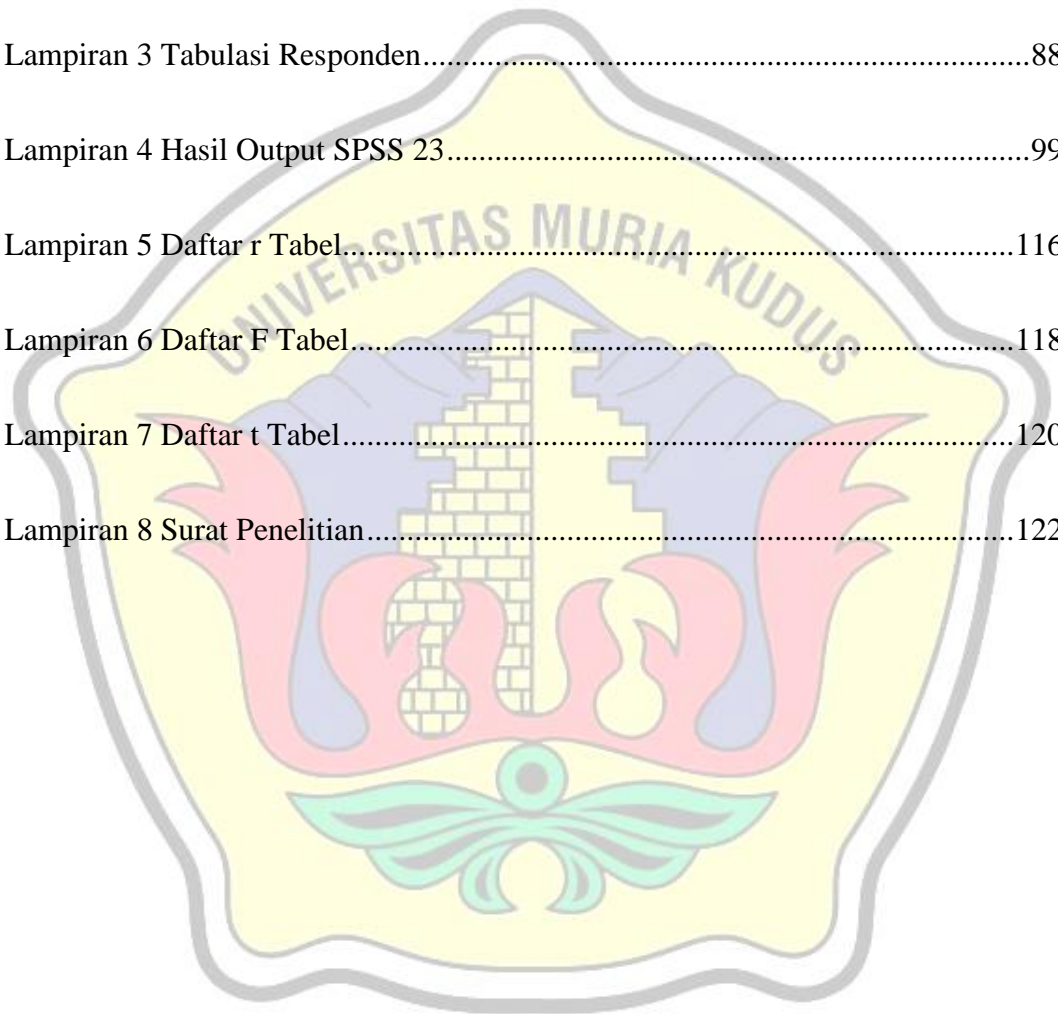 Lampiran 3 Tabulasi Responden........................................................................88
Lampiran 4 Hasil Output SPSS 23.....................................................................99
Lampiran 5 Daftar r Tabel................................................................................116
Lampiran 6 Daftar F Tabel...............................................................................118
Lampiran 7 Daftar t Tabel................................................................................120
Lampiran 8 Surat Penelitian.............................................................................122
UNIVERSITAS MURIA KUDUS